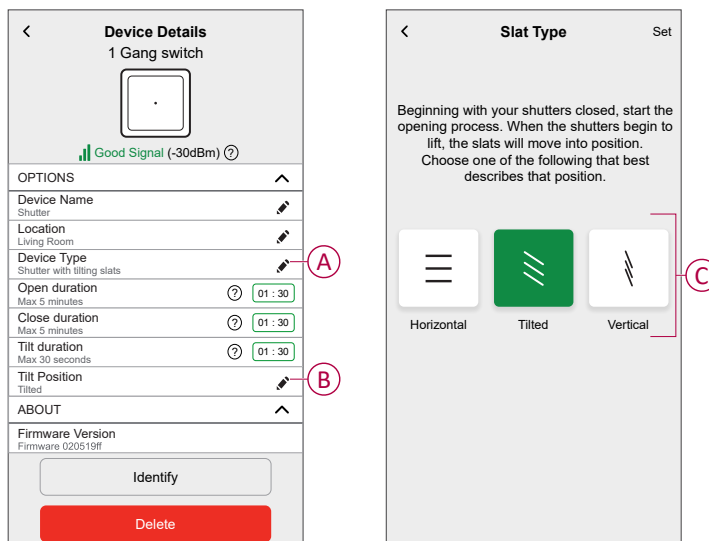 Device Details
1 Gang switch
Good Signal (-30dBm) ?
OPTIONS
Device Name
Shutter
Location
Living Room
Device Type
Shutter with tilting slats
A
Open duration
Max 5 minutes
? 01 : 30
Close duration
Max 5 minutes
? 01 : 30
Tilt duration
Max 30 seconds
? 01 : 30
Tilt Position
Tilted
B
ABOUT
Firmware Version
Firmware 020519ff
Identify
Delete
Slat Type
Set
Beginning with your shutters closed, start the
opening process. When the shutters begin to
lift, the slats will move into position.
Choose one of the following that best
describes that position.
Horizontal
Tilted
Vertical
C